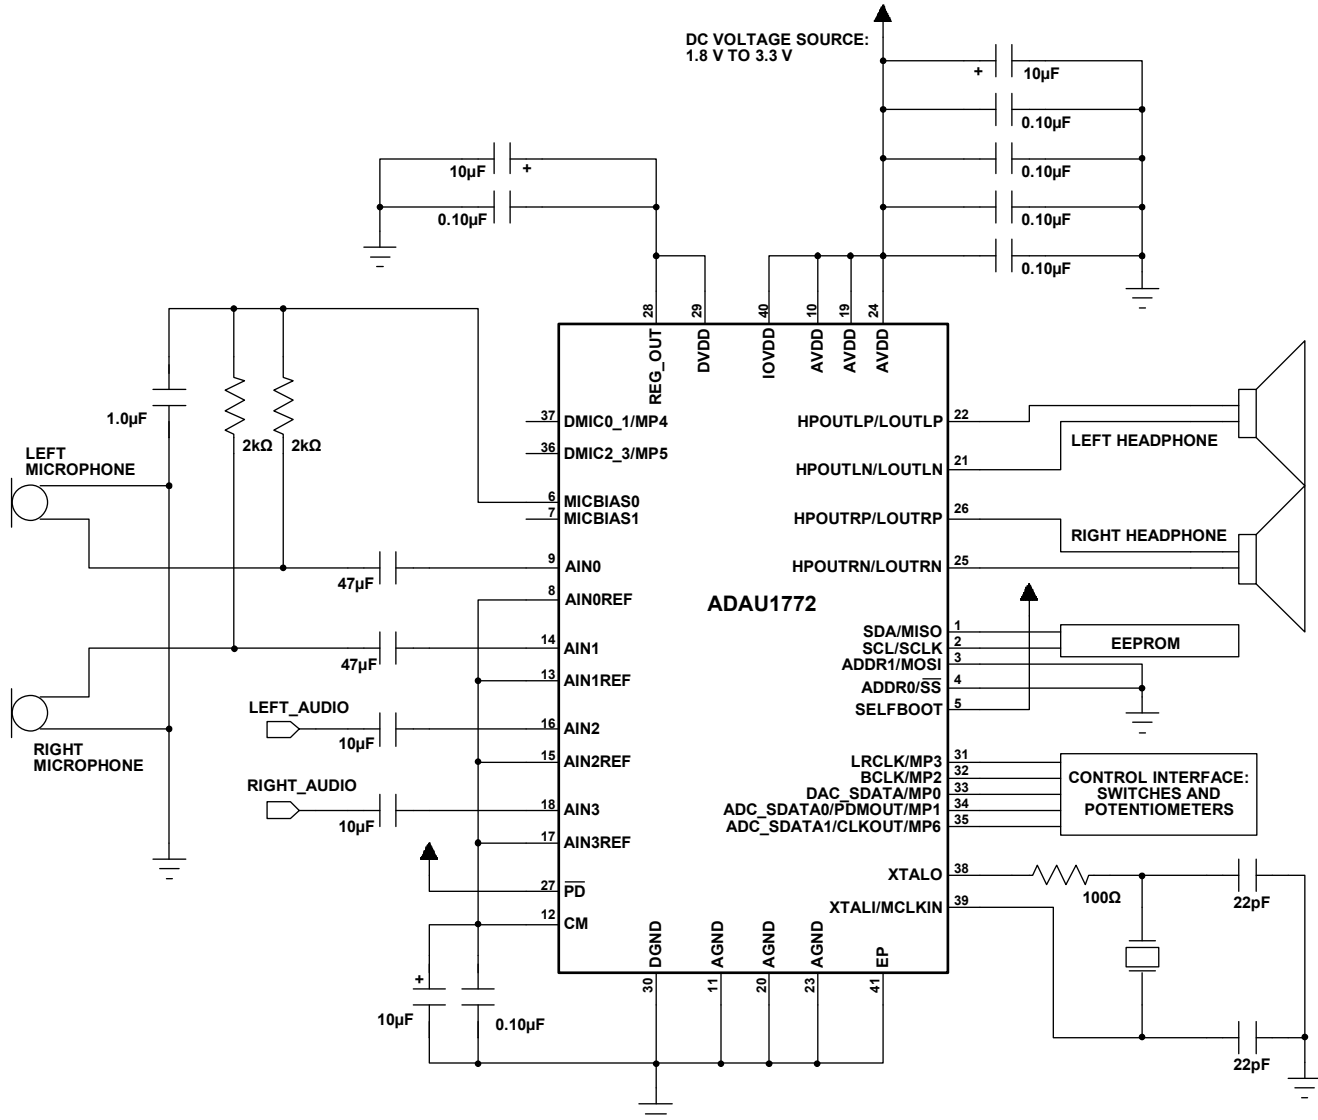 DC VOLTAGE SOURCE:
1.8 V TO 3.3 V
+
10µF
0.10µF
0.10µF
0.10µF
0.10µF
10µF
+
0.10µF
28
29
40
10
19
24
REG_OUT
DVDD
IOVDD
AVDD
AVDD
AVDD
1.0µF
2kΩ
2kΩ
LEFT
MICROPHONE
37
DMIC0_1/MP4
36
DMIC2_3/MP5
6
MICBIAS0
7
MICBIAS1
9
AIN0
47µF
8
AIN0REF
14
AIN1
47µF
13
AIN1REF
LEFT_AUDIO
16
AIN2
10µF
15
AIN2REF
RIGHT
MICROPHONE
RIGHT_AUDIO
18
AIN3
10µF
17
AIN3REF
27
PD
12
CM
+
10µF
0.10µF
ADAU1772
HPOUTLP/LOUTLP
22
LEFT HEADPHONE
HPOUTLN/LOUTLN
21
HPOUTRP/LOUTRP
26
RIGHT HEADPHONE
HPOUTRN/LOUTRN
25
SDA/MISO
1
SCL/SCLK
2
EEPROM
ADDR1/MOSI
3
ADDR0/SS
4
SELFBOOT
5
LRCLK/MP3
31
BCLK/MP2
32
DAC_SDATA/MP0
33
ADC_SDATA0/PDMOUT/MP1
34
ADC_SDATA1/CLKOUT/MP6
35
CONTROL INTERFACE:
SWITCHES AND
POTENTIOMETERS
XTALO
38
100Ω
22pF
XTALI/MCLKIN
39
22pF
DGND
AGND
AGND
AGND
EP
30
11
20
23
41